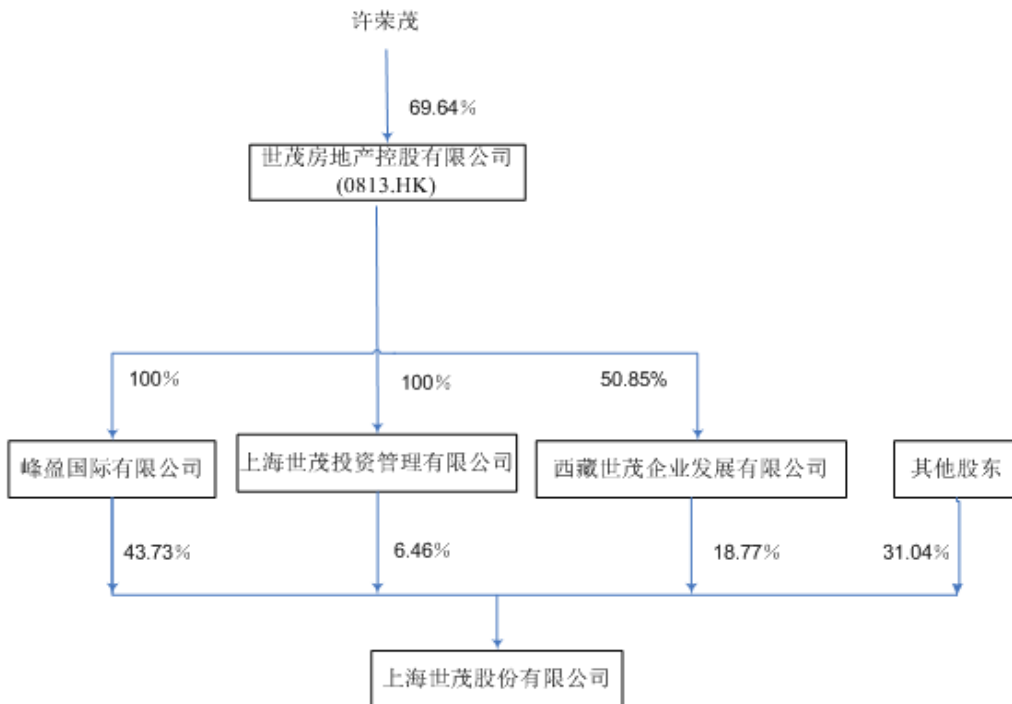 许荣茂
69.64%
世茂房地产控股有限公司
(0813.HK)
100%
100%
50.85%
峰盈国际有限公司
上海世茂投资管理有限公司
西藏世茂企业发展有限公司
其他股东
43.73%
6.46%
18.77%
31.04%
上海世茂股份有限公司